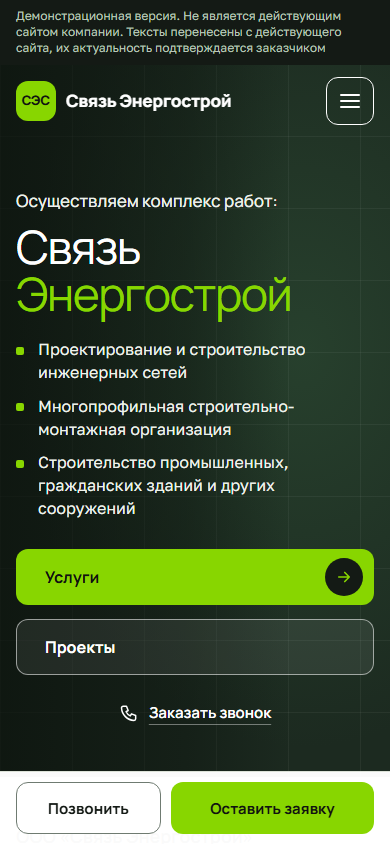 Демонстрационная версия. Не является действующим
сайтом компании. Тексты перенесены с действующего
сайта, их актуальность подтверждается заказчиком
СЭС Связь Энергострой
Осуществляем комплекс работ:
Связь
Энергострой
Проектирование и строительство
инженерных сетей
Многопрофильная строительно-
монтажная организация
Строительство промышленных,
гражданских зданий и других
сооружений
Услуги
Проекты
Заказать звонок
Позвонить
Оставить заявку